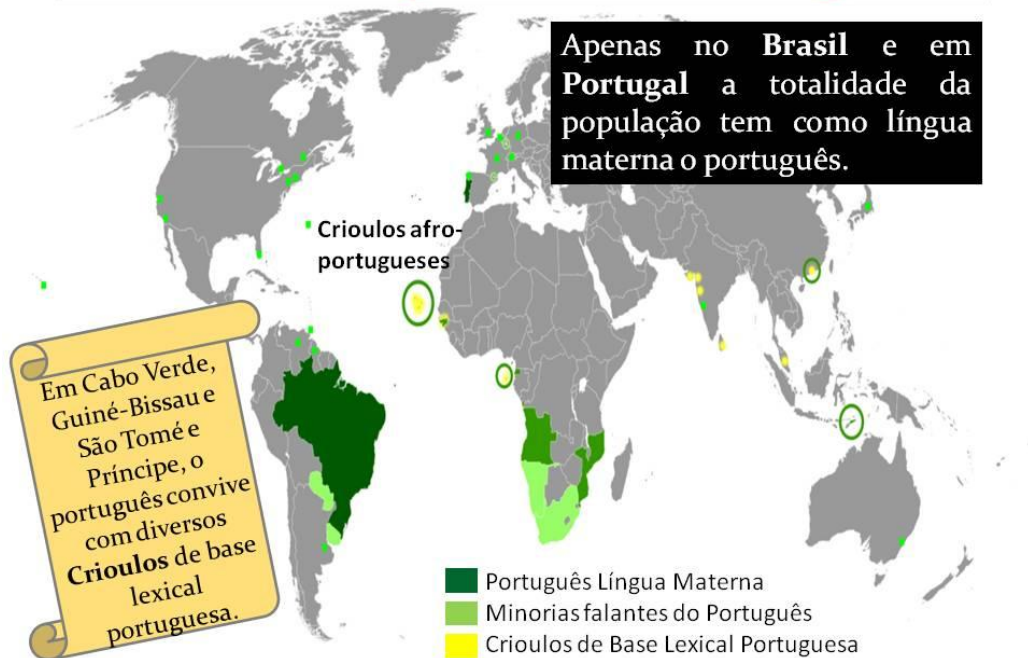 Apenas no Brasil e em
Portugal a totalidade da
população tem como língua
materna o português.
Crioulos afro-
portugueses
Em Cabo Verde,
Guiné-Bissau e
São Tomé e
Príncipe, o
português convive
com diversos
Crioulos de base
lexical
portuguesa.
Português Língua Materna
Minorias falantes do Português
Crioulos de Base Lexical Portuguesa